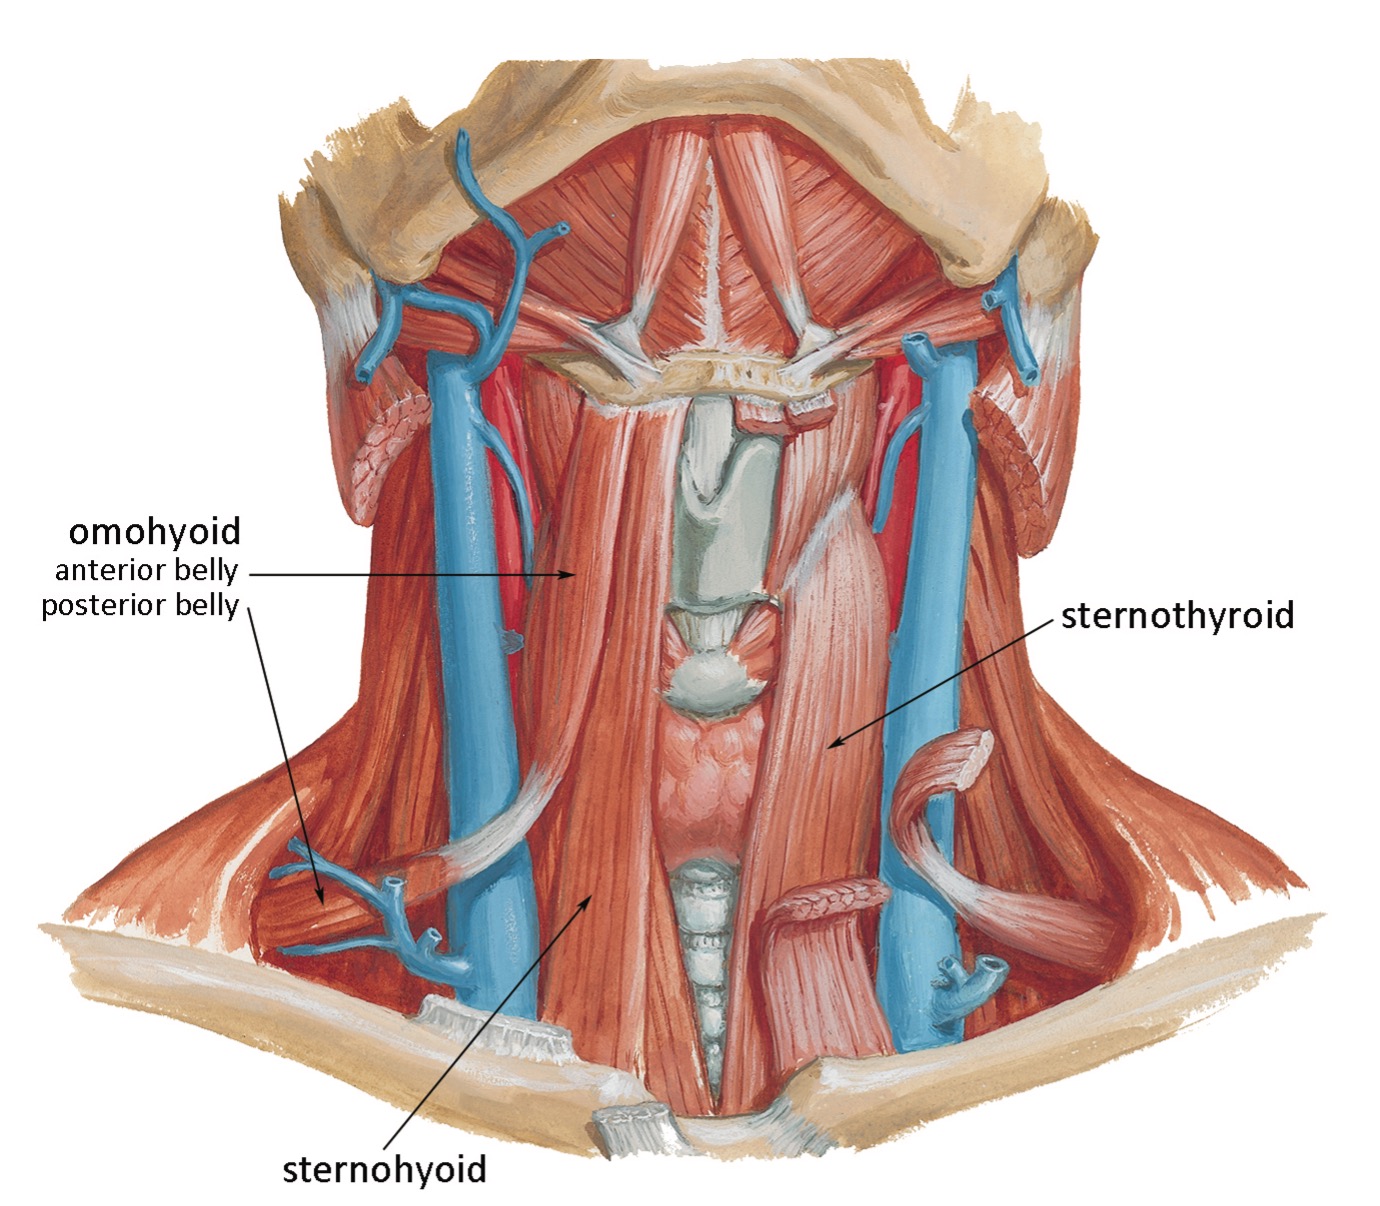 omohyoid
anterior belly
posterior belly
sternothyroid
sternohyoid